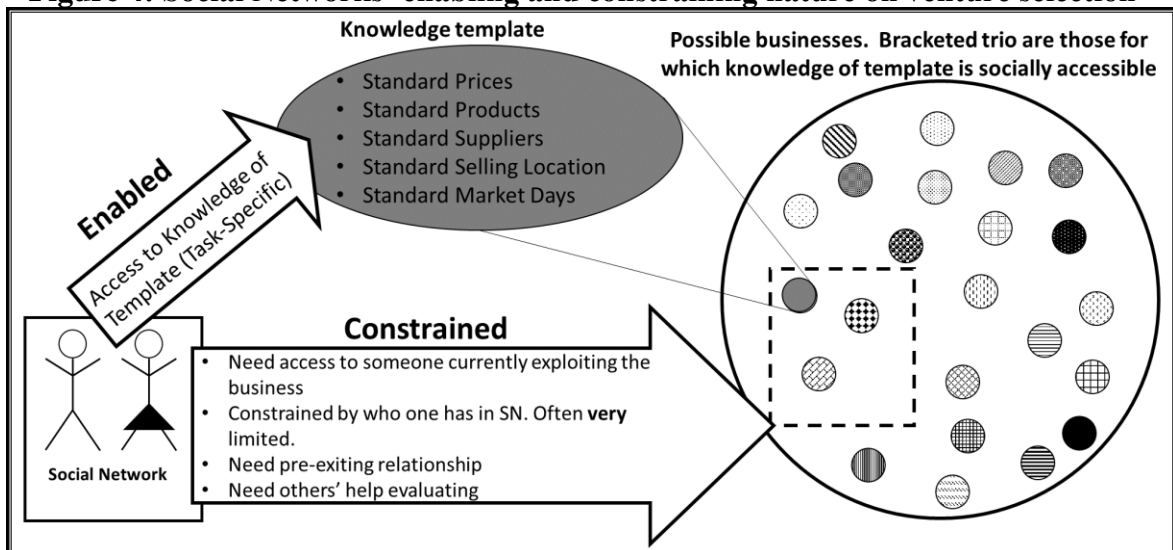 Figure 4: Social Networks' enabling and constraining nature on venture selection
Knowledge template
• Standard Prices
• Standard Products
• Standard Suppliers
• Standard Selling Location
• Standard Market Days
Possible businesses. Bracketed trio are those for
which knowledge of template is socially accessible
Enabled
Access to Knowledge of
Template (Task-Specific)
Constrained
• Need access to someone currently exploiting the
business
• Constrained by who one has in SN. Often very
limited.
• Need pre-exiting relationship
• Need others' help evaluating
Social Network